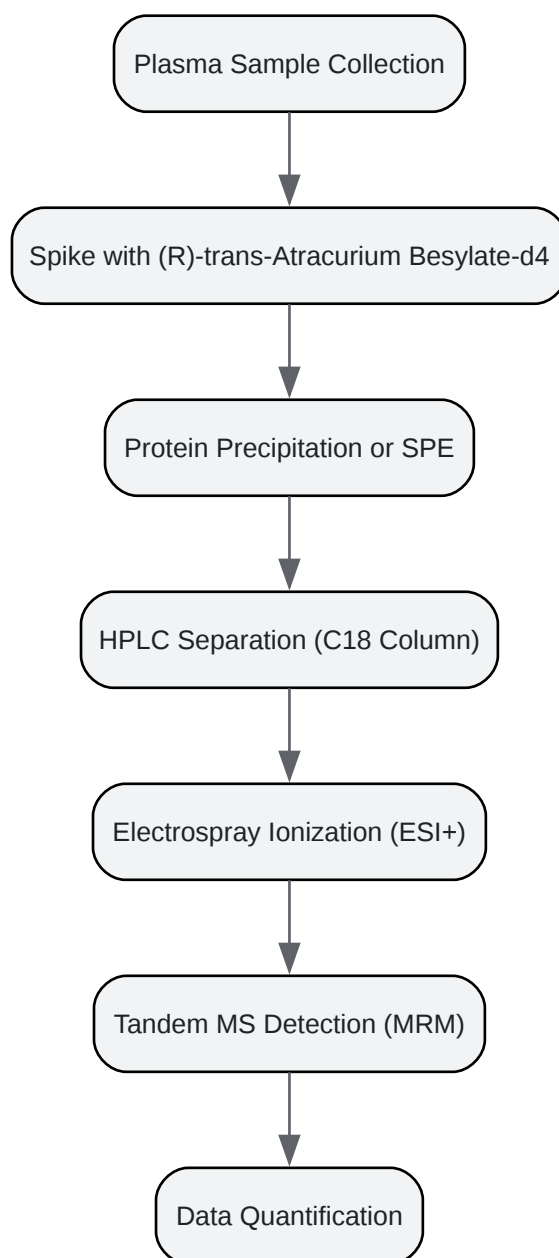 Plasma Sample Collection
Spike with (R)-trans-Atracurium Besylate-d4
Protein Precipitation or SPE
HPLC Separation (C18 Column)
Electrospray Ionization (ESI+)
Tandem MS Detection (MRM)
Data Quantification